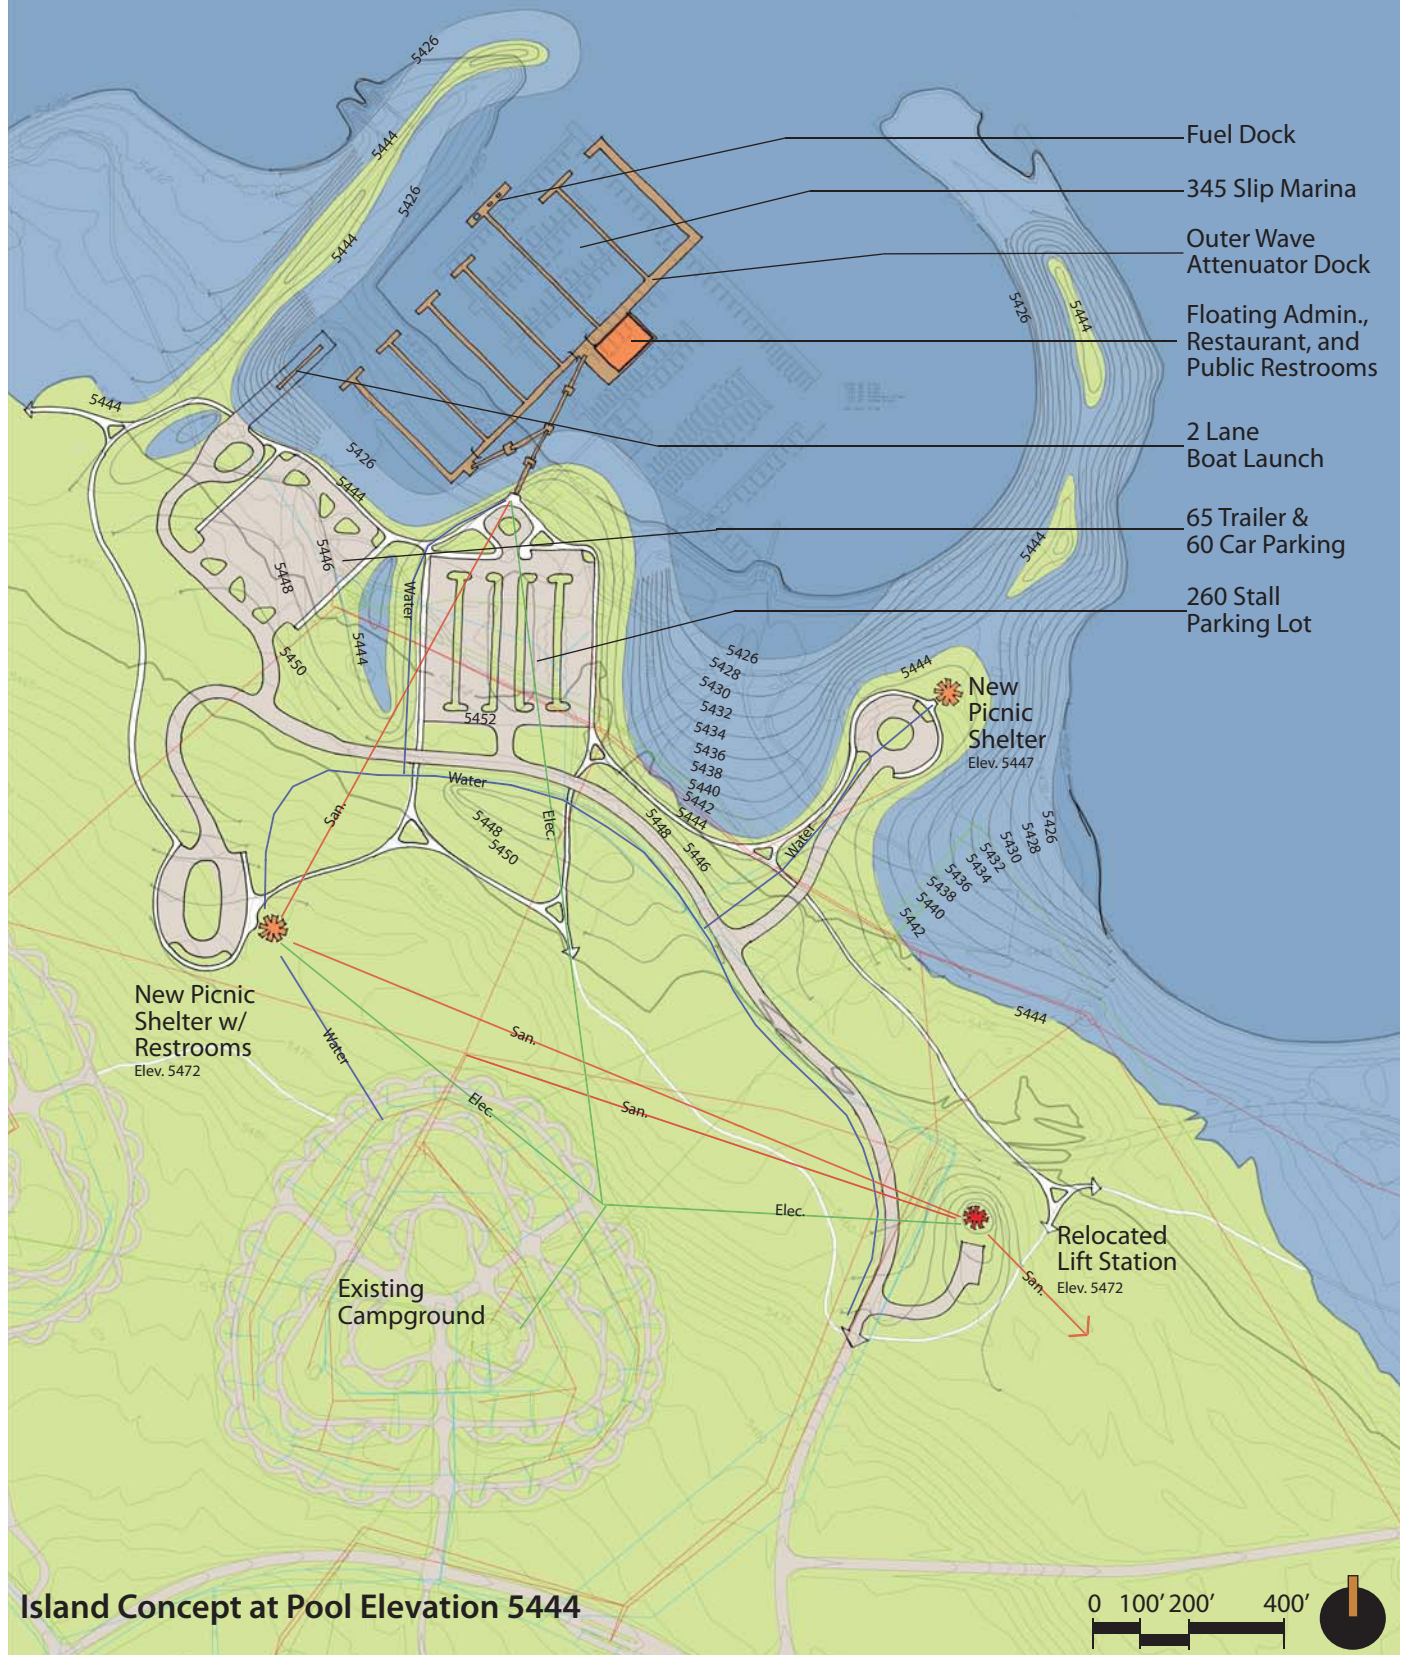 5426
5444
5426
5444
5444
5426
5444
5446
5448
5450
5444
5452
Fuel Dock
345 Slip Marina
Outer Wave
Attenuator Dock
Floating Admin.,
Restaurant, and
Public Restrooms
2 Lane
Boat Launch
65 Trailer &
60 Car Parking
260 Stall
Parking Lot
5426
5444
5444
5444
Water
5426
5428
5430
5432
5434
5436
5438
5440
5442
5444
5448
5446
New
Picnic
Shelter
Elev. 5447
Water
San.
Water
Elec.
5448
5450
5426
5428
5430
5432
5434
5436
5438
5440
5442
5444
New Picnic
Shelter w/
Restrooms
Elev. 5472
Water
San.
Elec.
San.
Elec.
Relocated
Lift Station
Elev. 5472
San.
Existing
Campground
Island Concept at Pool Elevation 5444
0 100' 200' 400'